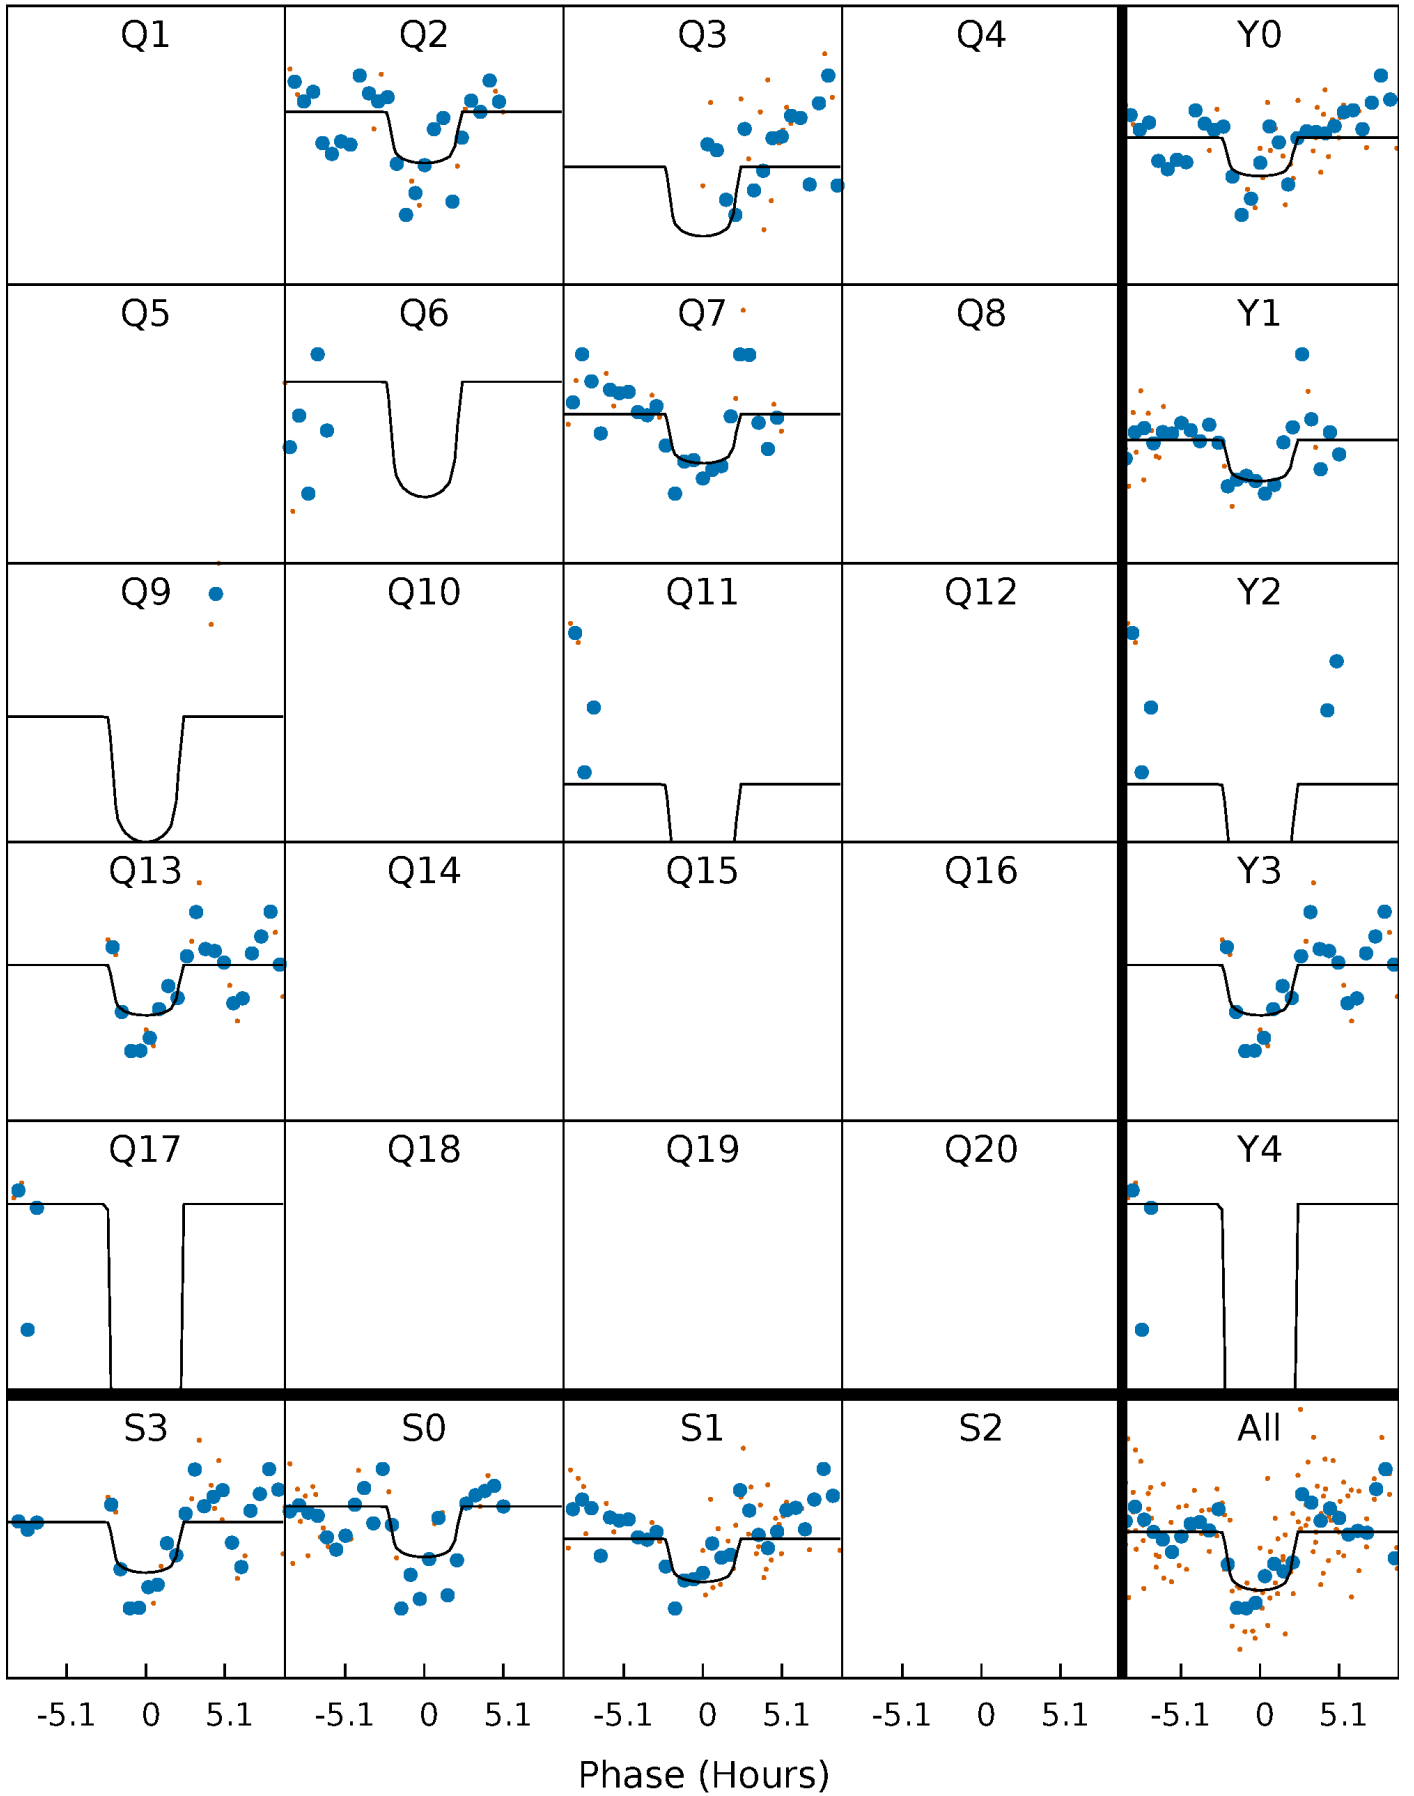 Q1 Q2 Q3 Q4 Y0
Q5 Q6 Q7 Q8 Y1
Q9 Q10 Q11 Q12 Y2
Q13 Q14 Q15 Q16 Y3
Q17 Q18 Q19 Q20 Y4
S3 S0 S1 S2 All
-5.1 0 5.1 -5.1 0 5.1 -5.1 0 5.1 -5.1 0 5.1 -5.1 0 5.1
Phase (Hours)